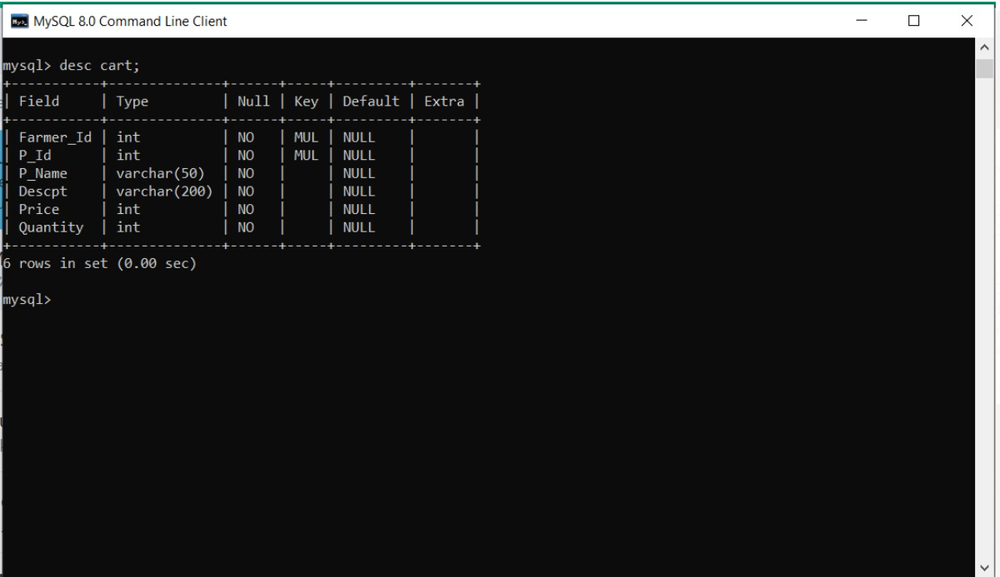 MySQL 8.0 Command Line Client
mysql> desc cart;
+-----------+--------------+------+-----+---------+-------+
| Field     | Type         | Null | Key | Default | Extra |
+-----------+--------------+------+-----+---------+-------+
| Farmer_Id | int          | NO   | MUL | NULL    |       |
| P_Id      | int          | NO   | MUL | NULL    |       |
| P_Name    | varchar(50)  | NO   |     | NULL    |       |
| Descpt    | varchar(200) | NO   |     | NULL    |       |
| Price     | int          | NO   |     | NULL    |       |
| Quantity  | int          | NO   |     | NULL    |       |
+-----------+--------------+------+-----+---------+-------+
6 rows in set (0.00 sec)
mysql>